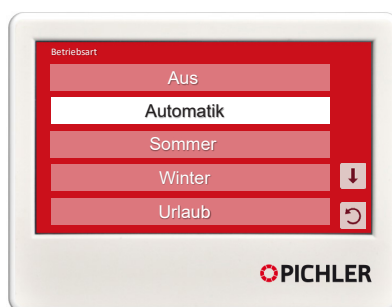 Betriebsart
Aus
Automatik
Sommer
Winter
Urlaub
PICHLER